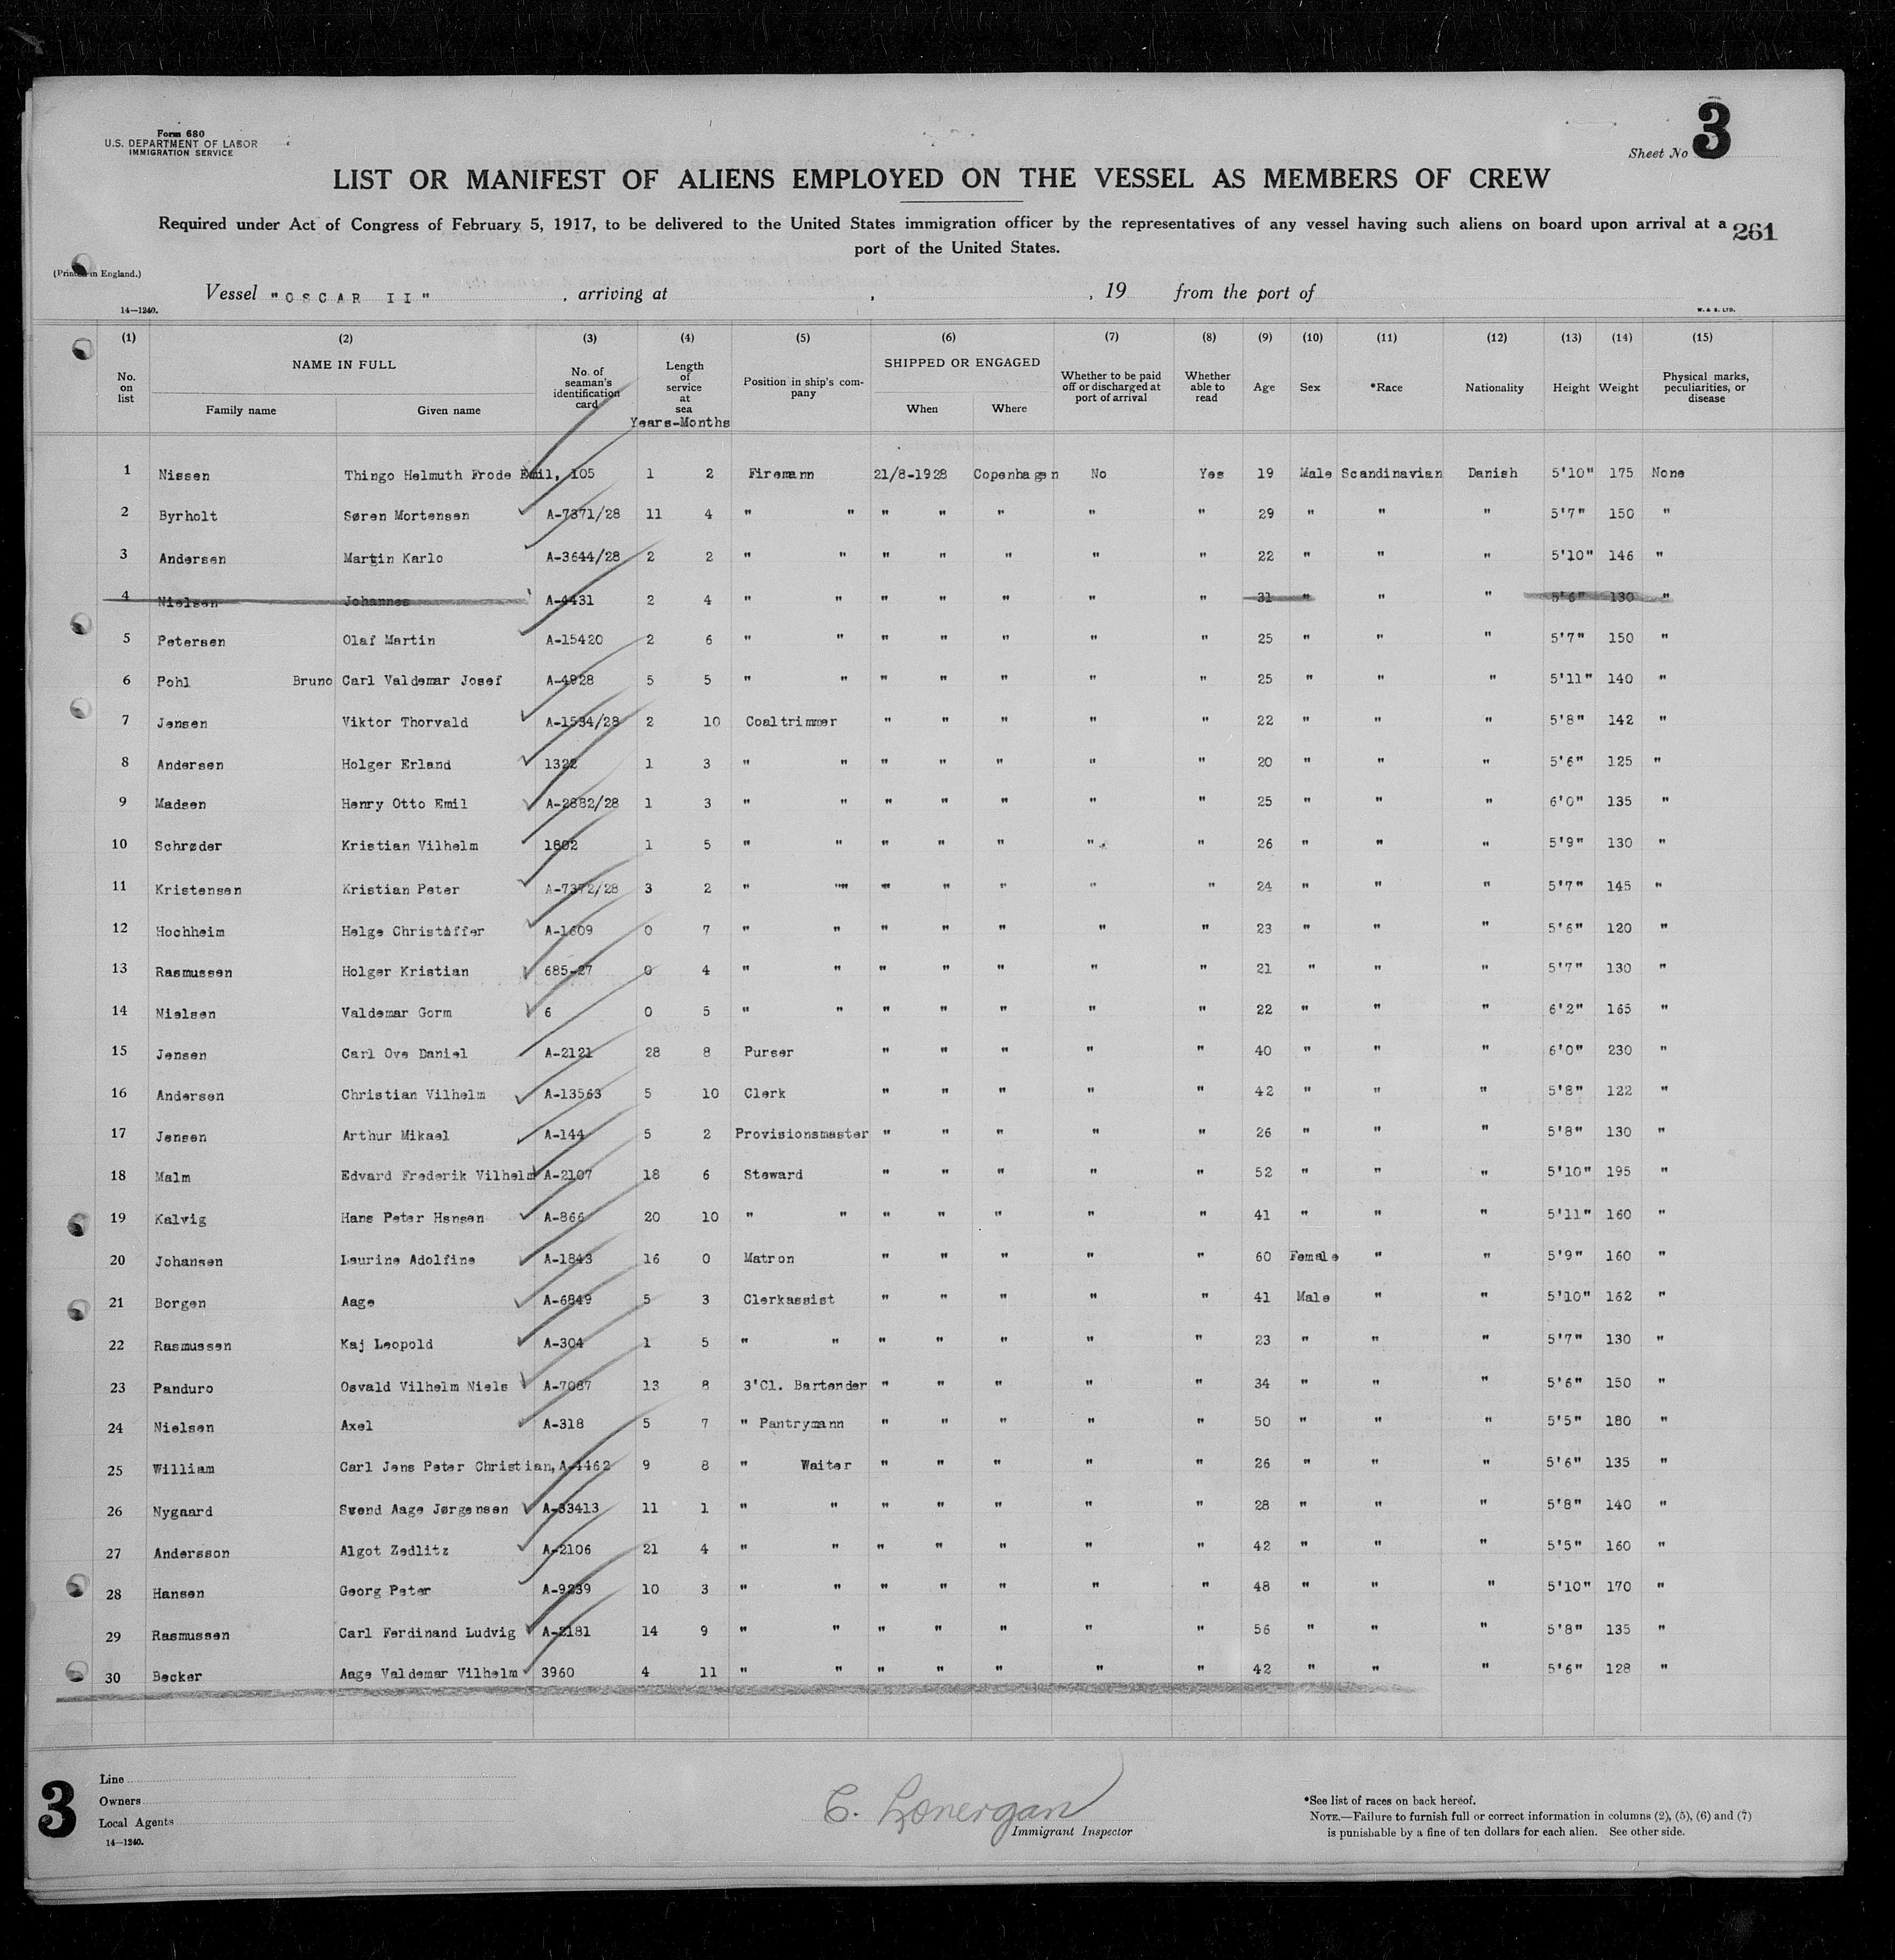 Form 680
U.S. DEPARTMENT OF LABOR
IMMIGRATION SERVICE
Sheet No 3
LIST OR MANIFEST OF ALIENS EMPLOYED ON THE VESSEL AS MEMBERS OF CREW
Required under Act of Congress of February 5, 1917, to be delivered to the United States immigration officer by the representatives of any vessel having such aliens on board upon arrival at a 261
port of the United States.
(Printed in England.)
Vessel "OSCAR II" , arriving at , , 19 from the port of
14—1240. W. & S. LTD.
(1) (2) (3) (4) (5) (6) (7) (8) (9) (10) (11) (12) (13) (14) (15)
No. on list NAME IN FULL Family name Given name No. of seaman's identification card Length of service at sea Years-Months Position in ship's company SHIPPED OR ENGAGED When Where Whether to be paid off or discharged at port of arrival Whether able to read Age Sex *Race Nationality Height Weight Physical marks, peculiarities, or disease
1 Nissen Thingo Helmuth Frode Emil, 105 1 2 Firemann 21/8-1928 Copenhagen No Yes 19 Male Scandinavian Danish 5'10" 175 None
2 Byrholt Søren Mortensen A-7371/28 11 4 " " " " " " " 29 " " " 5'7" 150 "
3 Andersen Martin Karlo A-3644/28 2 2 " " " " " " " 22 " " " 5'10" 146 "
4 Nielsen Johannes A-4431 2 4 " " " " " " " 31 " " " 5'6" 130 "
5 Petersen Olaf Martin A-15420 2 6 " " " " " " " 25 " " " 5'7" 150 "
6 Pohl Bruno Carl Valdemar Josef A-4928 5 5 " " " " " " " 25 " " " 5'11" 140 "
7 Jensen Viktor Thorvald A-1534/28 2 10 Coaltrimmer " " " " " 22 " " " 5'8" 142 "
8 Andersen Holger Erland 1322 1 3 " " " " " " " 20 " " " 5'6" 125 "
9 Madsen Henry Otto Emil A-2882/28 1 3 " " " " " " " 25 " " " 6'0" 135 "
10 Schrøder Kristian Vilhelm 1602 1 5 " " " " " " " 26 " " " 5'9" 130 "
11 Kristensen Kristian Peter A-7372/28 3 2 " "" " " " " " 24 " " " 5'7" 145 "
12 Hochheim Helge Christoffer A-1609 0 7 " " " " " " " 23 " " " 5'6" 120 "
13 Rasmussen Holger Kristian 685-27 0 4 " " " " " " " 21 " " " 5'7" 130 "
14 Nielsen Valdemar Gorm 6 0 5 " " " " " " " 22 " " " 6'2" 165 "
15 Jensen Carl Ove Daniel A-2121 28 8 Purser " " " " " 40 " " " 6'0" 230 "
16 Andersen Christian Vilhelm A-13563 5 10 Clerk " " " " " 42 " " " 5'8" 122 "
17 Jensen Arthur Mikael A-144 5 2 Provisionsmaster " " " " " 26 " " " 5'8" 130 "
18 Malm Edvard Frederik Vilhelm A-2107 18 6 Steward " " " " " 52 " " " 5'10" 195 "
19 Kalvig Hans Peter Hansen A-866 20 10 " " " " " " " 41 " " " 5'11" 160 "
20 Johansen Laurine Adolfine A-1843 16 0 Matron " " " " " 60 Female " " 5'9" 160 "
21 Borgen Aage A-6849 5 3 Clerkassist " " " " " 41 Male " " 5'10" 162 "
22 Rasmussen Kaj Leopold A-304 1 5 " " " " " " " 23 " " " 5'7" 130 "
23 Panduro Osvald Vilhelm Niels A-7087 13 8 3'Cl. Bartender " " " " " 34 " " " 5'6" 150 "
24 Nielsen Axel A-318 5 7 " Pantrymann " " " " " 50 " " " 5'5" 180 "
25 William Carl Jens Peter Christian, A-4462 9 8 " Waiter " " " " " 26 " " " 5'6" 135 "
26 Nygaard Svend Aage Jørgensen A-33413 11 1 " " " " " " " 28 " " " 5'8" 140 "
27 Andersson Algot Zedlitz A-2106 21 4 " " " " " " " 42 " " " 5'5" 160 "
28 Hansen Georg Peter A-9239 10 3 " " " " " " " 48 " " " 5'10" 170 "
29 Rasmussen Carl Ferdinand Ludvig A-2181 14 9 " " " " " " " 56 " " " 5'8" 135 "
30 Becker Aage Valdemar Vilhelm 3960 4 11 " " " " " " " 42 " " " 5'6" 128 "
3
Line
Owners
Local Agents
14—1240.
C. Lonergan
Immigrant Inspector
*See list of races on back hereof.
NOTE.—Failure to furnish full or correct information in columns (2), (5), (6) and (7)
is punishable by a fine of ten dollars for each alien. See other side.